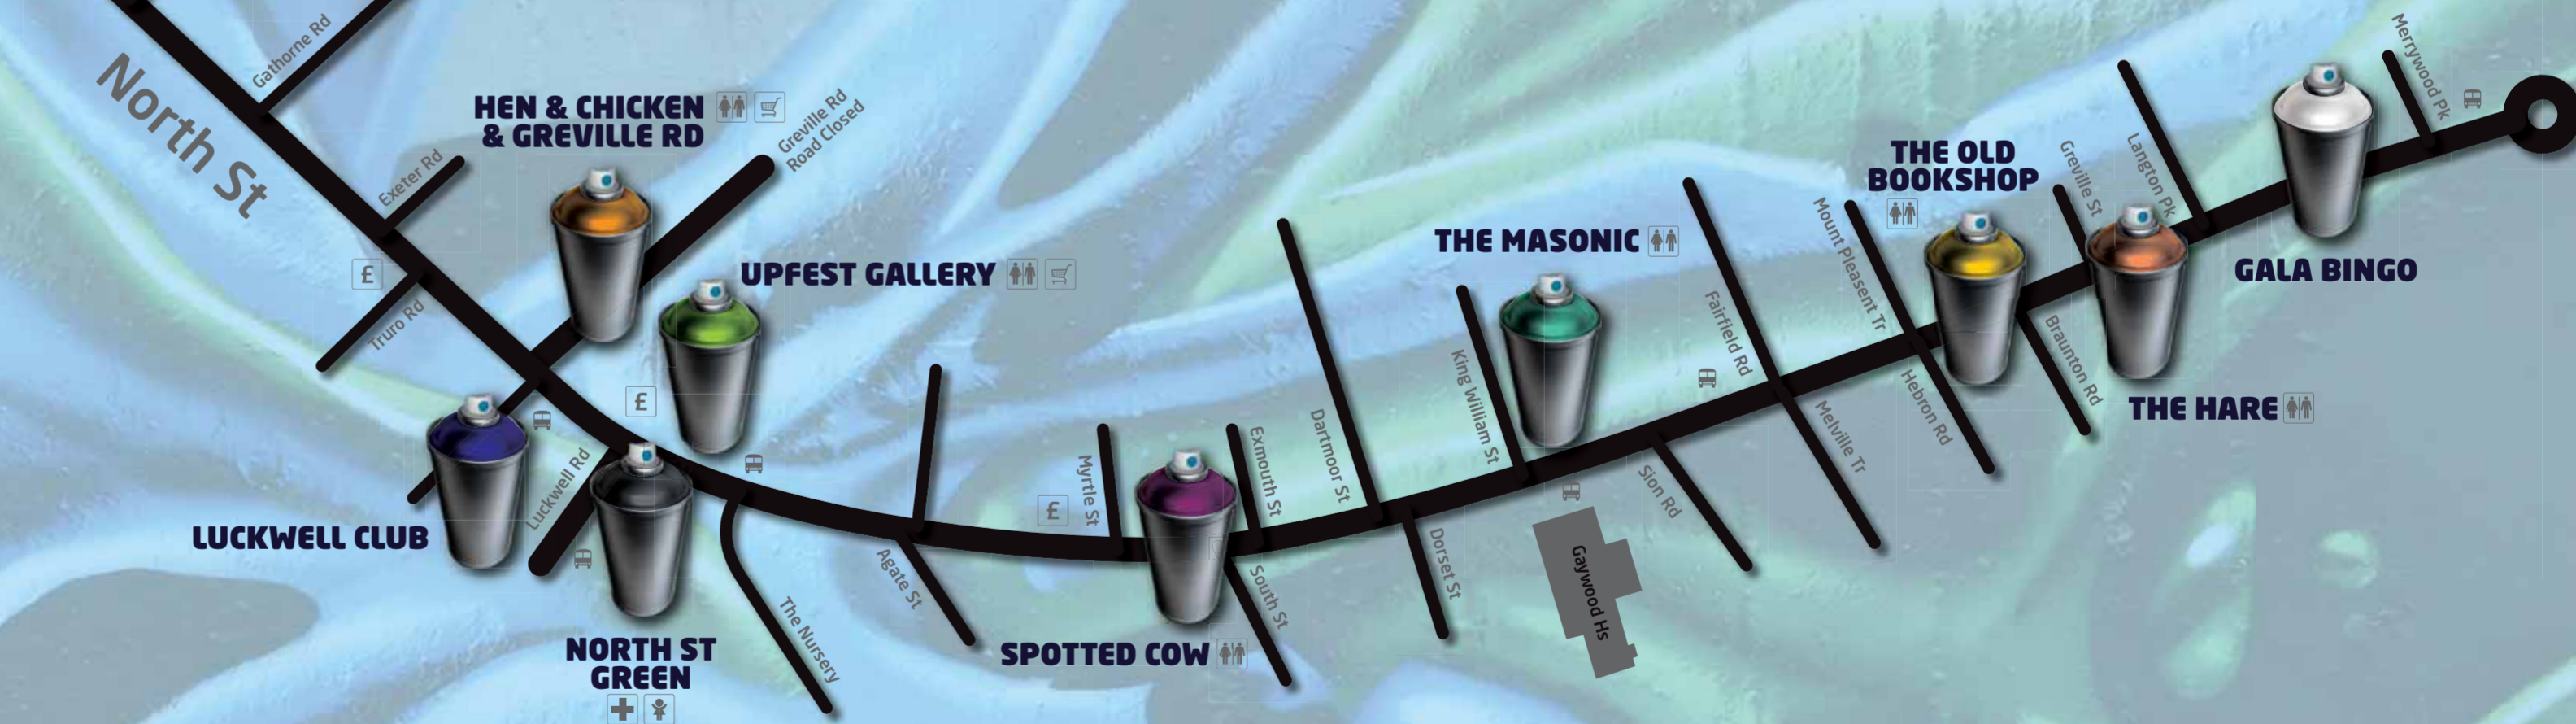 Gathorne Rd
North St
Exeter Rd
HEN & CHICKEN
& GREVILLE RD
Greville Rd
Road Closed
£
Truro Rd
UPFEST GALLERY
£
LUCKWELL CLUB
Luckwell Rd
NORTH ST
GREEN
The Nursery
Agate St
£
Myrtle St
SPOTTED COW
Exmouth St
South St
Dartmoor St
Dorset St
King William St
THE MASONIC
Gaywood Hs
Sion Rd
Fairfield Rd
Melville Tr
Mount Pleasent Tr
Hebron Rd
THE OLD
BOOKSHOP
Braunton Rd
Greville St
THE HARE
Langton Pk
GALA BINGO
Merrywood Pk